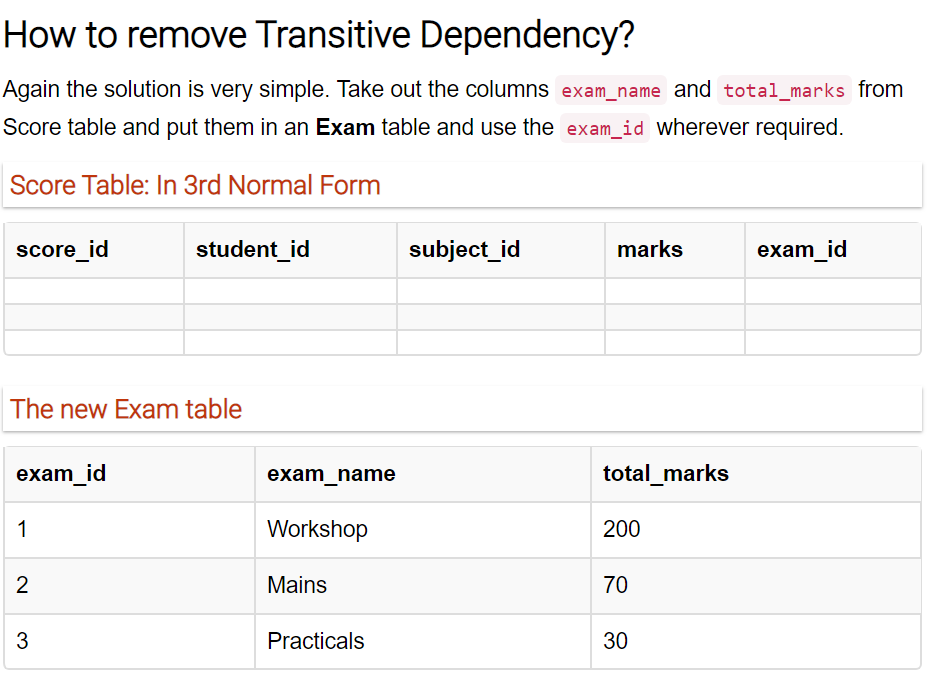 How to remove Transitive Dependency?
Again the solution is very simple. Take out the columns exam_name and total_marks from
Score table and put them in an Exam table and use the exam_id wherever required.
Score Table: In 3rd Normal Form
score_id student_id subject_id marks exam_id
The new Exam table
exam_id exam_name total_marks
1 Workshop 200
2 Mains 70
3 Practicals 30